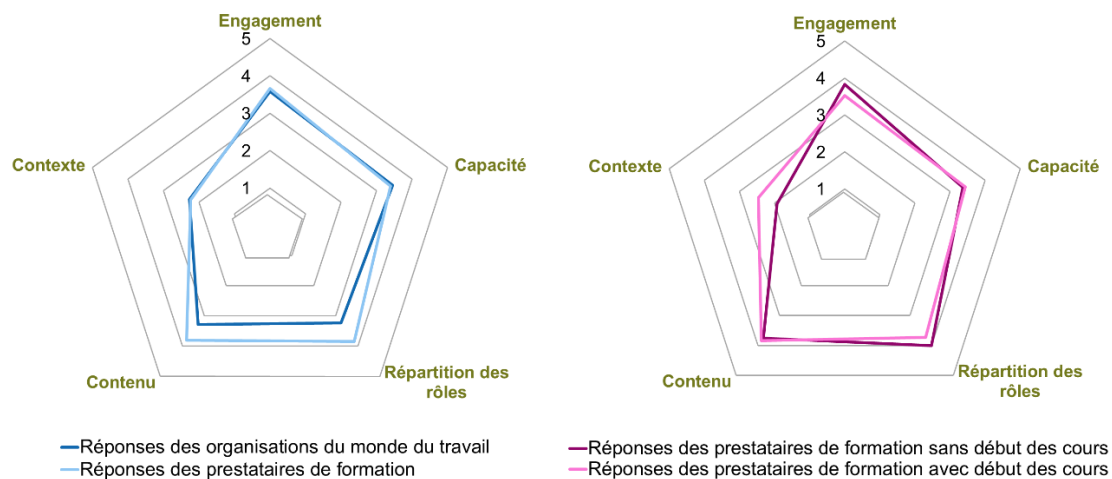 Engagement
5
4
3
2
1
Contexte
Capacité
Contenu
Répartition des
rôles
Réponses des organisations du monde du travail
Réponses des prestataires de formation
Engagement
5
4
3
2
1
Contexte
Capacité
Contenu
Répartition des
rôles
Réponses des prestataires de formation sans début des cours
Réponses des prestataires de formation avec début des cours